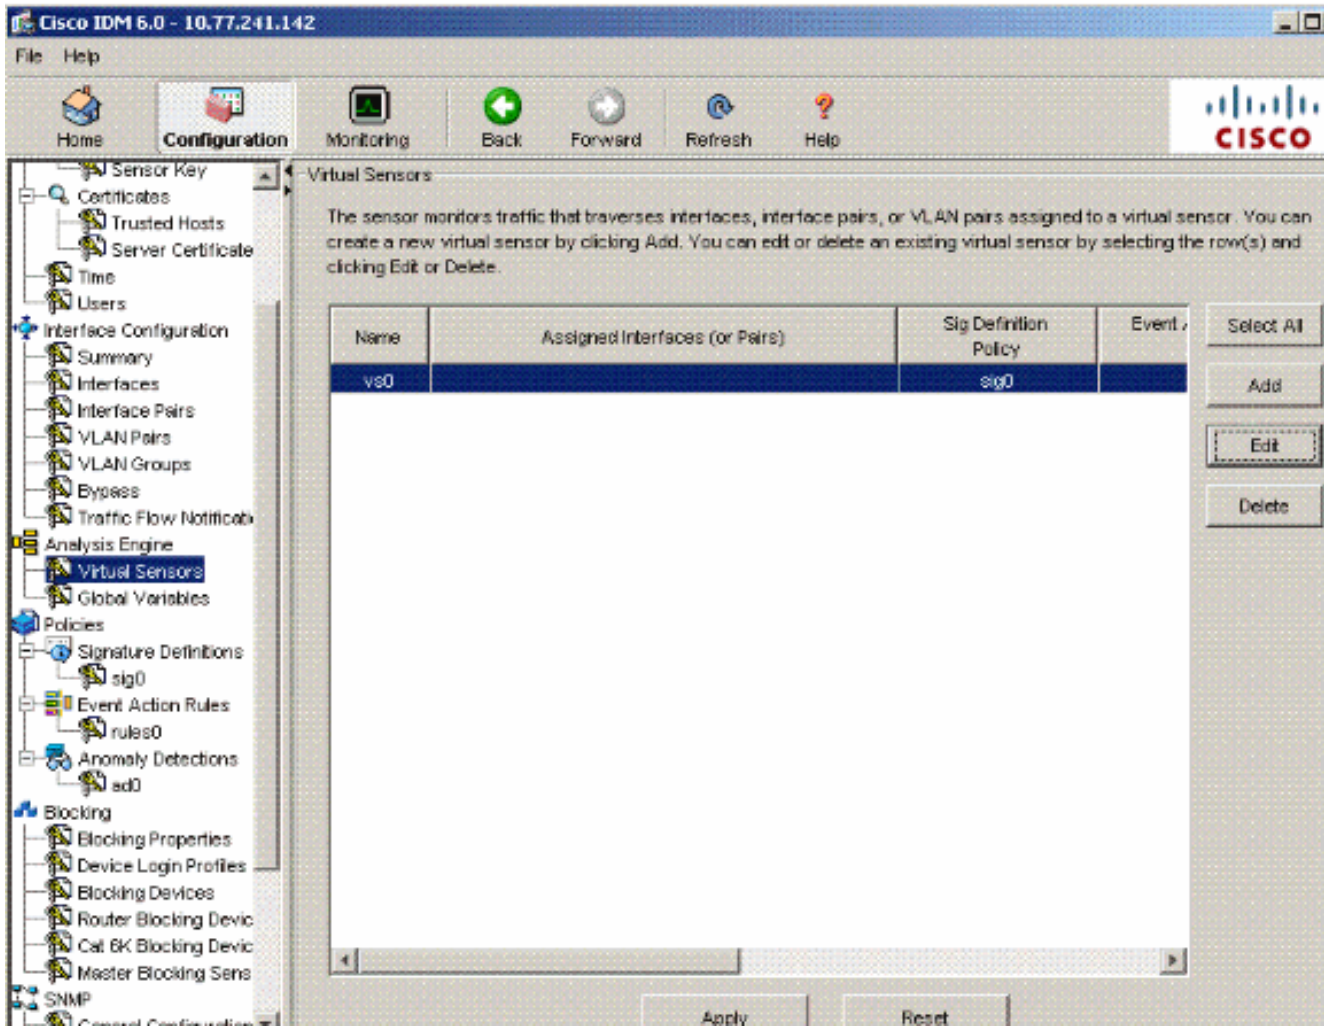 Cisco IDM 6.0 - 10.77.241.142
File Help
Home Configuration Monitoring Back Forward Refresh Help
CISCO
Sensor Key
Certificates
Trusted Hosts
Server Certificate
Time
Users
Interface Configuration
Summary
Interfaces
Interface Pairs
VLAN Pairs
VLAN Groups
Bypass
Traffic Flow Notificati
Analysis Engine
Virtual Sensors
Global Variables
Policies
Signature Definitions
sig0
Event Action Rules
rules0
Anomaly Detections
ad0
Blocking
Blocking Properties
Device Login Profiles
Blocking Devices
Router Blocking Devic
Cat 6K Blocking Devic
Master Blocking Sens
SNMP
General Configuration
Virtual Sensors
The sensor monitors traffic that traverses interfaces, interface pairs, or VLAN pairs assigned to a virtual sensor. You can
create a new virtual sensor by clicking Add. You can edit or delete an existing virtual sensor by selecting the row(s) and
clicking Edit or Delete.
Name Assigned Interfaces (or Pairs) Sig Definition Policy Event
vs0 sig0
Select All
Add
Edit
Delete
Apply Reset